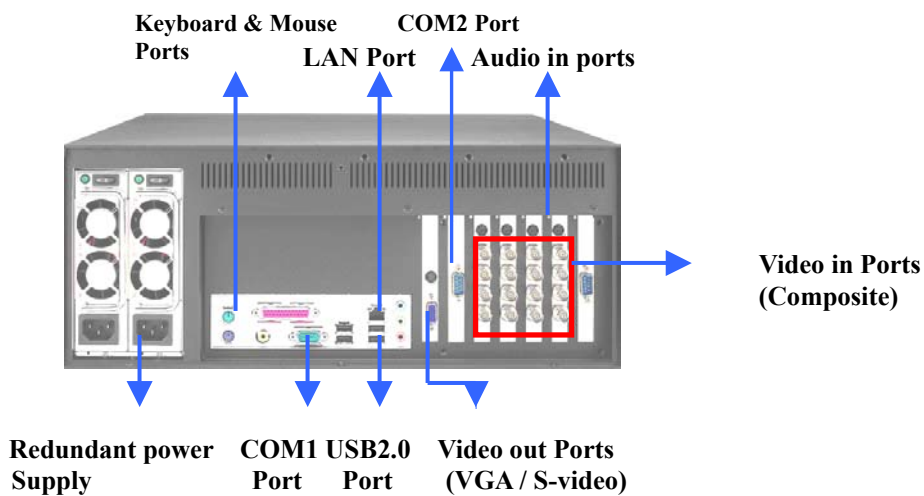 Keyboard & Mouse
Ports
COM2 Port
LAN Port
Audio in ports
Video in Ports
(Composite)
Redundant power
Supply
COM1
Port
USB2.0
Port
Video out Ports
(VGA / S-video)